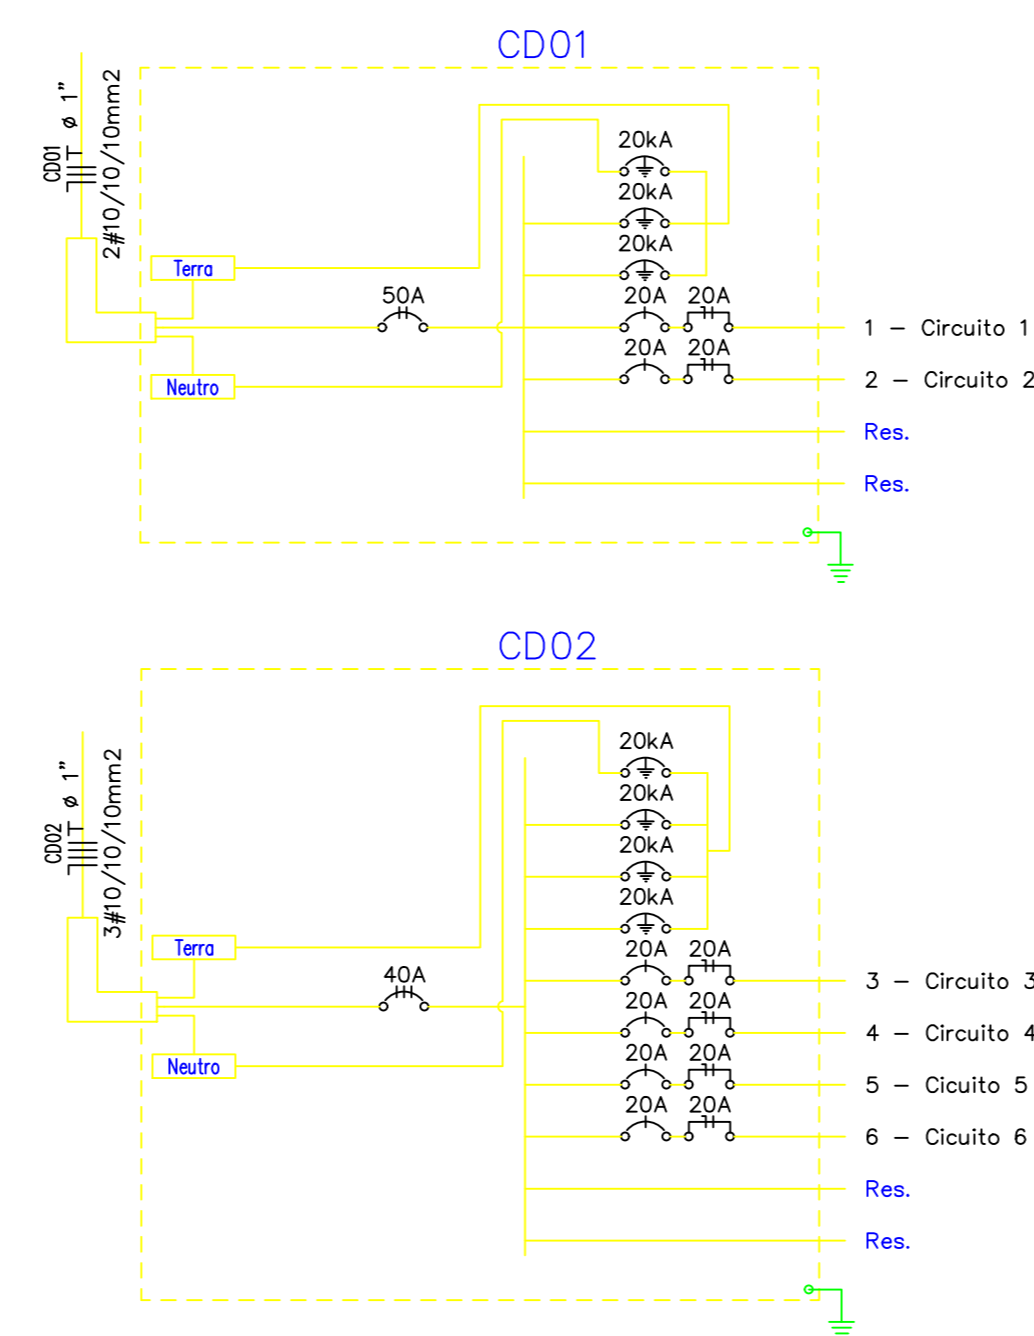 CD01
CD01
ø 1"
2#10/10/10mm2
20kA
20kA
20kA
Terra
50A
20A 20A
1 - Circuito 1
20A 20A
2 - Circuito 2
Neutro
Res.
Res.
CD02
CD02
ø 1"
3#10/10/10mm2
20kA
20kA
20kA
20kA
Terra
40A
20A 20A
3 - Circuito 3
20A 20A
4 - Circuito 4
Neutro
20A 20A
5 - Cicuito 5
20A 20A
6 - Cicuito 6
Res.
Res.